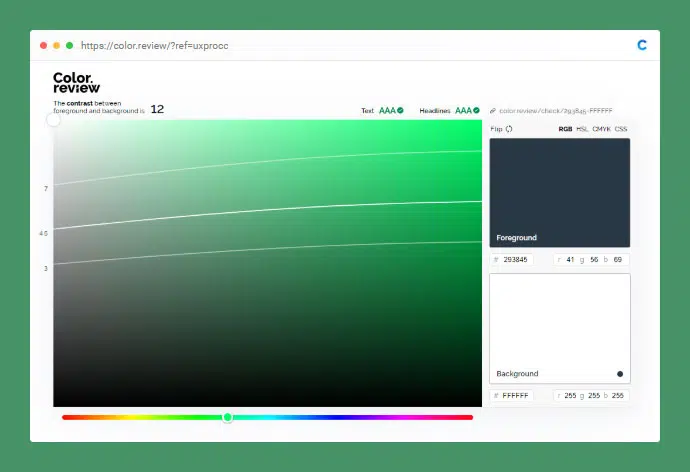 https://color.review/?ref=uxprocc
C
Color.
review
The contrast between
foreground and background is 12
Text AAA Headlines AAA
color.review/check/293845-FFFFFF
Flip RGB HSL CMYK CSS
7
4.5
3
Foreground
# 293845 r 41 g 56 b 69
Background
# FFFFFF r 255 g 255 b 255